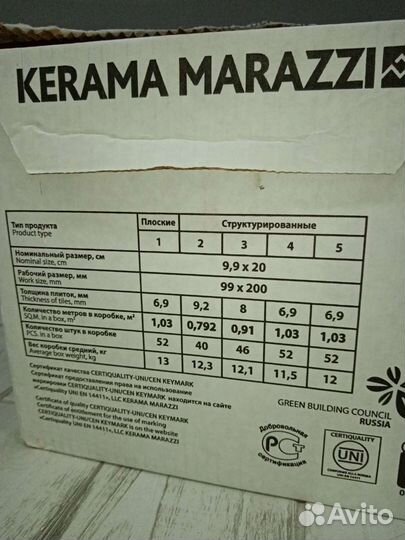 KERAMA MARAZZI
Тип продукта Плоские Структурированные
Product type 1 2 3 4 5
Номинальный размер, см 9,9 x 20
Nominal size, cm
Рабочий размер, мм 99 x 200
Work size, mm
Толщина плиток, мм 6,9 9,2 8 6,9 6,9
Thickness of tiles, mm
Количество метров в коробке, м² 1,03 0,792 0,91 1,03 1,03
SQ.M. in a box, m²
Количество штук в коробке 52 40 46 52 52
PCS. in a box
Вес коробки средний, кг 13 12,3 12,1 11,5 12
Average box weight, kg
Сертификат качества CERTIQUALITY-UNI/CEN KEYMARK
Сертификат предоставления права на использование
маркировки CERTIQUALITY-UNI/CEN KEYMARK находится на сайте
«Certiquality UNI EN 14411», LLC KERAMA MARAZZI
Certificate of quality CERTIQUALITY-UNI/CEN KEYMARK
Certificate of entitlement to the use of marking
CERTIQUALITY-UNI/CEN KEYMARK is on the website
«Certiquality UNI EN 14411», LLC KERAMA MARAZZI
GREEN BUILDING COUNCIL
RUSSIA
Добровольная
РСТ
сертификация
CERTIQUALITY
UNI
Avito